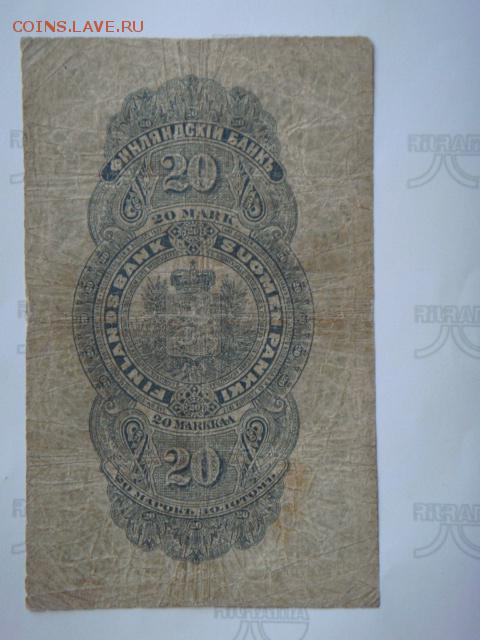 COINS.LAVE.RU
ФИНЛЯНДСКІЙ БАНКЪ
20
20 MARK
FINLANDS BANK
SUOMEN PANKKI
20 MARKKAA
20
20 МАРОКЪ ЗОЛОТОМЪ